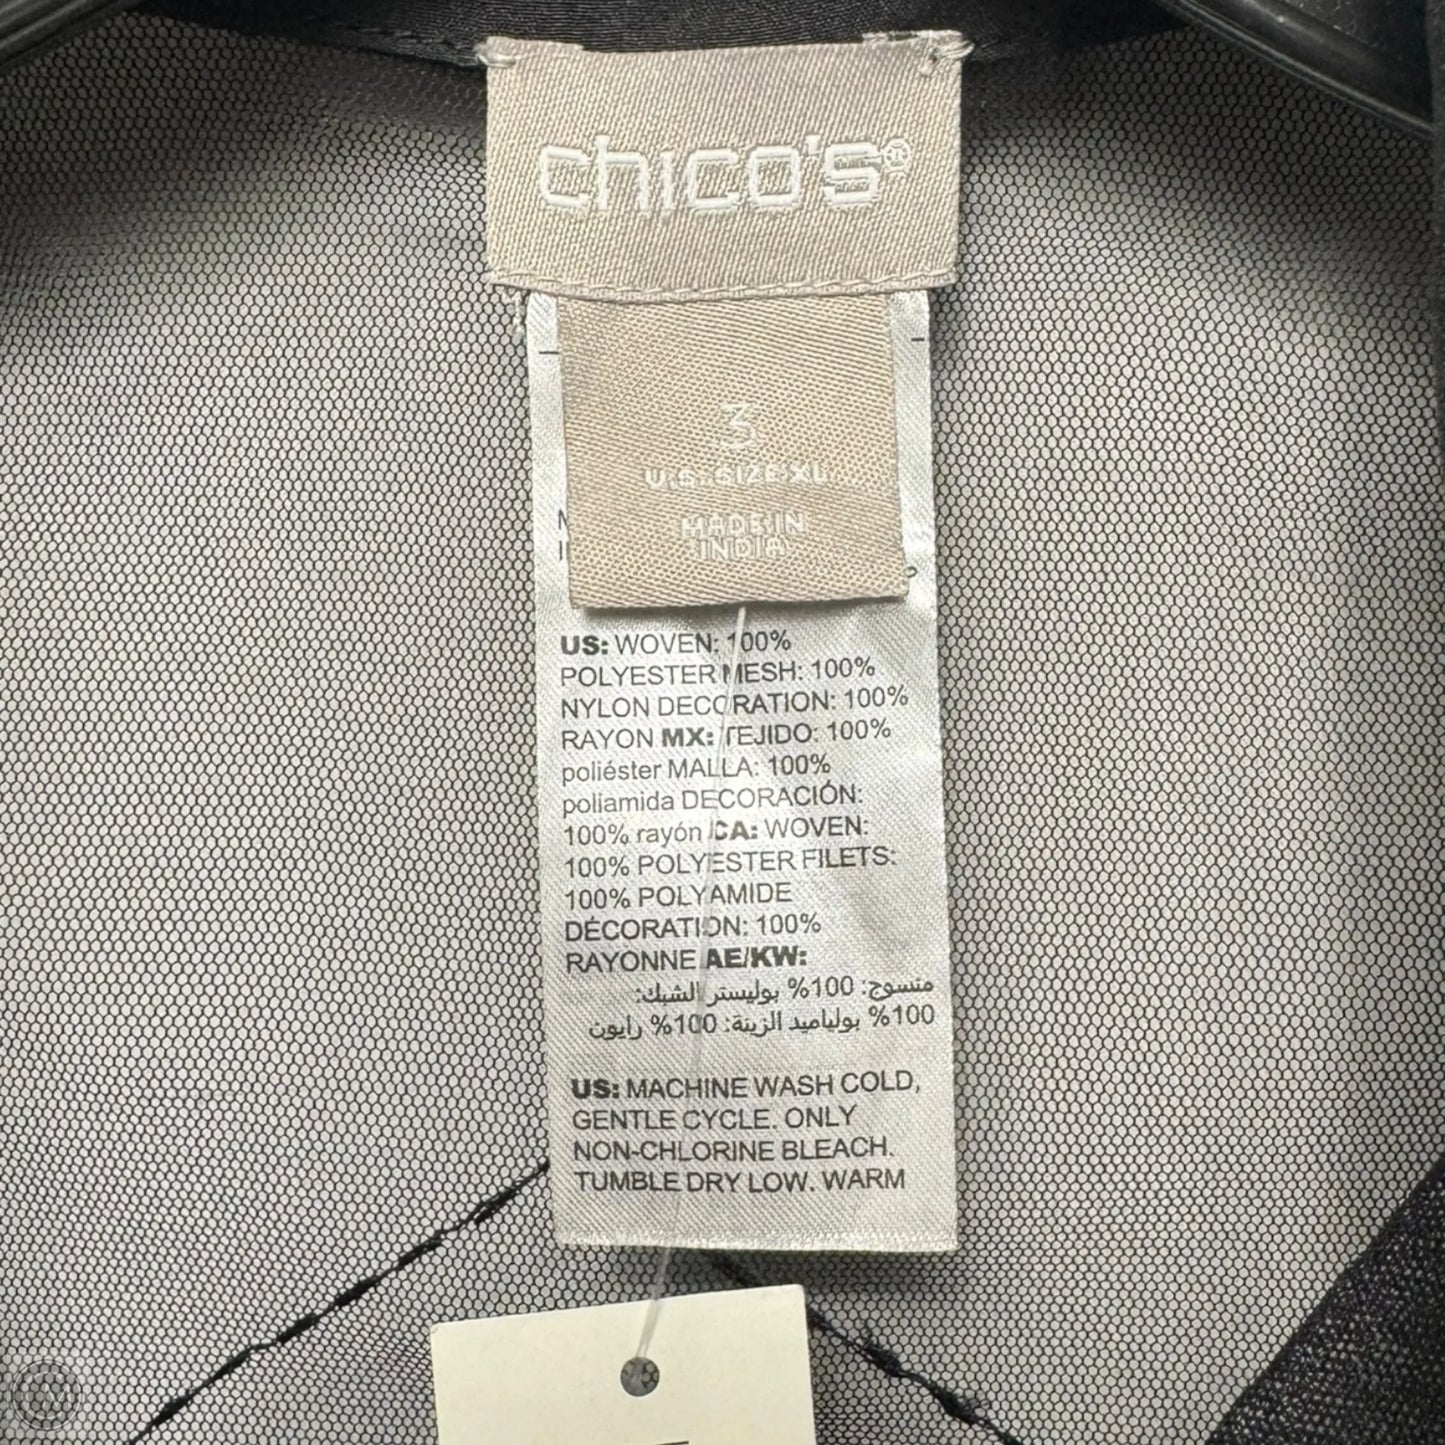 chico's®
3
U.S. SIZE XL
MADE IN
INDIA
US: WOVEN: 100%
POLYESTER MESH: 100%
NYLON DECORATION: 100%
RAYON MX: TEJIDO: 100%
poliéster MALLA: 100%
poliamida DECORACIÓN:
100% rayón CA: WOVEN:
100% POLYESTER FILETS:
100% POLYAMIDE
DÉCORATION: 100%
RAYONNE AE/KW:
منسوج: 100% بوليستر الشبك:
100% بولياميد الزينة: 100% رايون
US: MACHINE WASH COLD,
GENTLE CYCLE. ONLY
NON-CHLORINE BLEACH.
TUMBLE DRY LOW. WARM